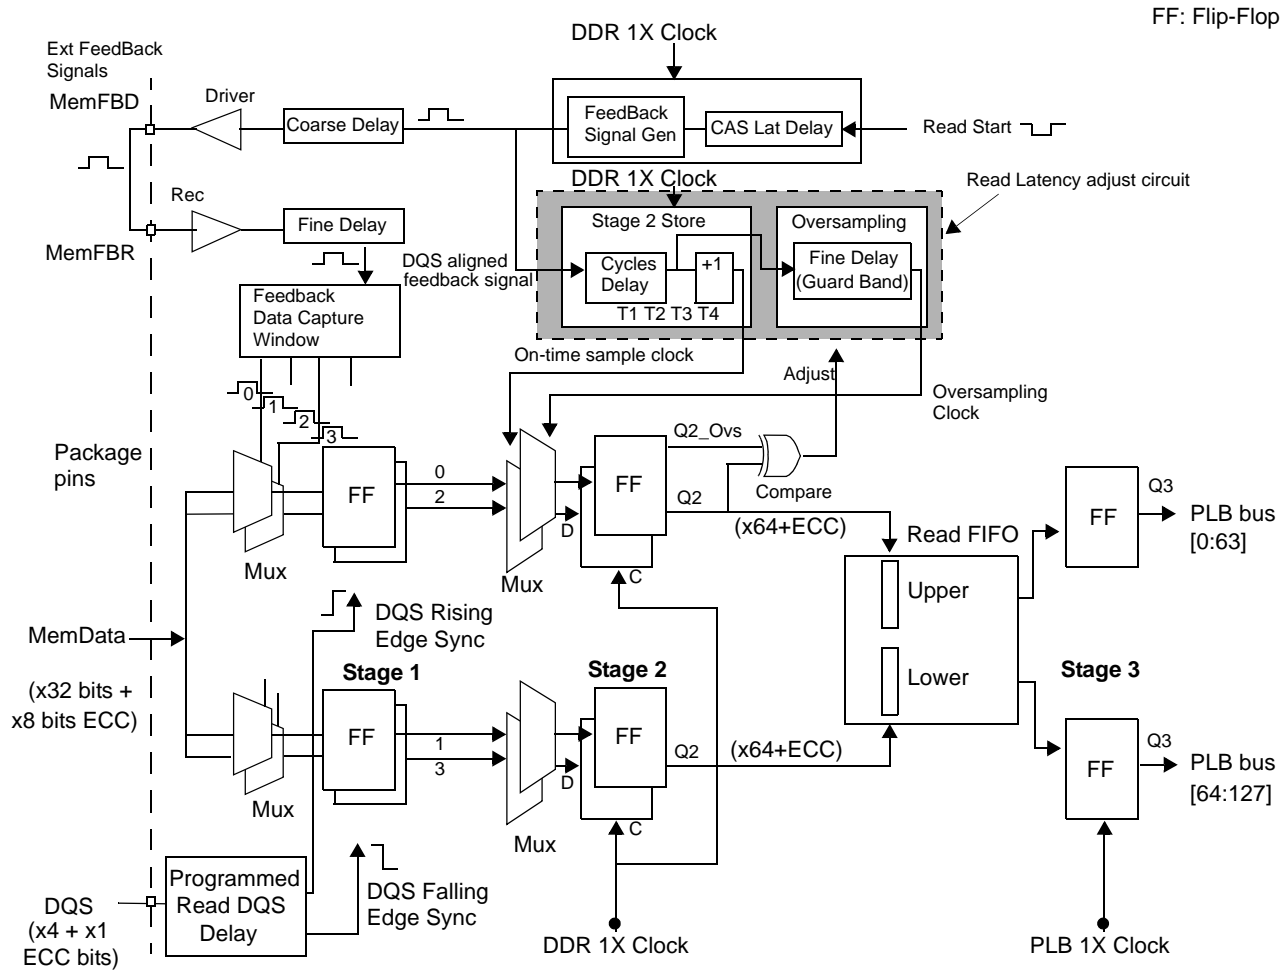 FF: Flip-Flop
DDR 1X Clock
Ext FeedBack
Signals
MemFBD
Driver
Coarse Delay
FeedBack
Signal Gen
CAS Lat Delay
Read Start
DDR 1X Clock
Read Latency adjust circuit
Rec
MemFBR
Fine Delay
Stage 2 Store
Oversampling
DQS aligned
feedback signal
Cycles
Delay
+1
Fine Delay
(Guard Band)
T1 T2 T3 T4
Feedback
Data Capture
Window
On-time sample clock
Adjust
Oversampling
Clock
0
1
2
3
Package
pins
Q2_Ovs
FF
0
2
FF
Q2
D
C
Compare
(x64+ECC)
Mux
Mux
Read FIFO
FF
Q3
PLB bus
[0:63]
Upper
Lower
DQS Rising
Edge Sync
MemData
(x32 bits +
x8 bits ECC)
Stage 1
Stage 2
Stage 3
FF
1
3
FF
Q2
(x64+ECC)
D
C
Mux
Mux
FF
Q3
PLB bus
[64:127]
Programmed
Read DQS
Delay
DQS Falling
Edge Sync
DQS
(x4 + x1
ECC bits)
DDR 1X Clock
PLB 1X Clock